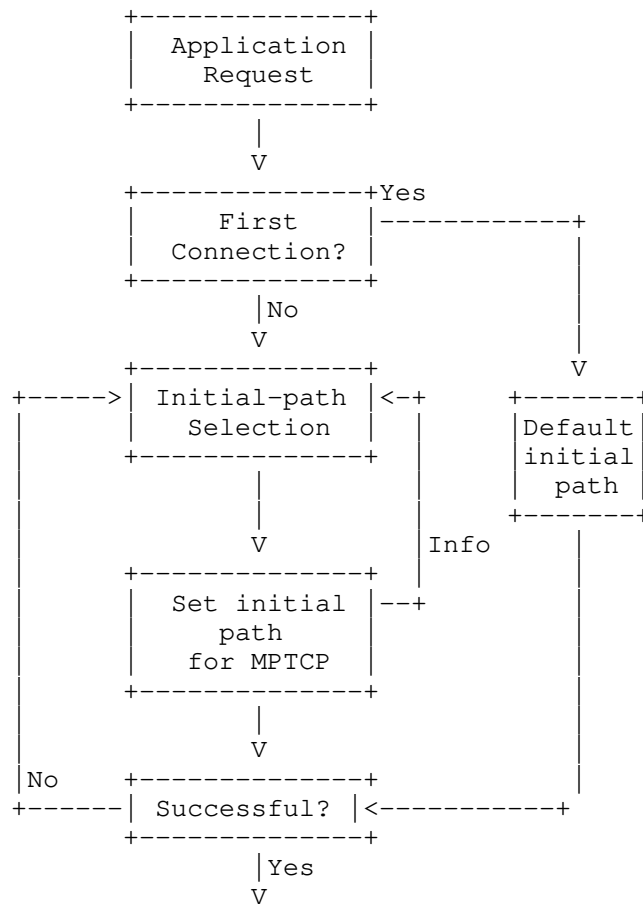 Application
Request
Yes
First
Connection?
No
Initial-path
Selection
Default
initial
path
Info
Set initial
path
for MPTCP
No
Successful?
Yes